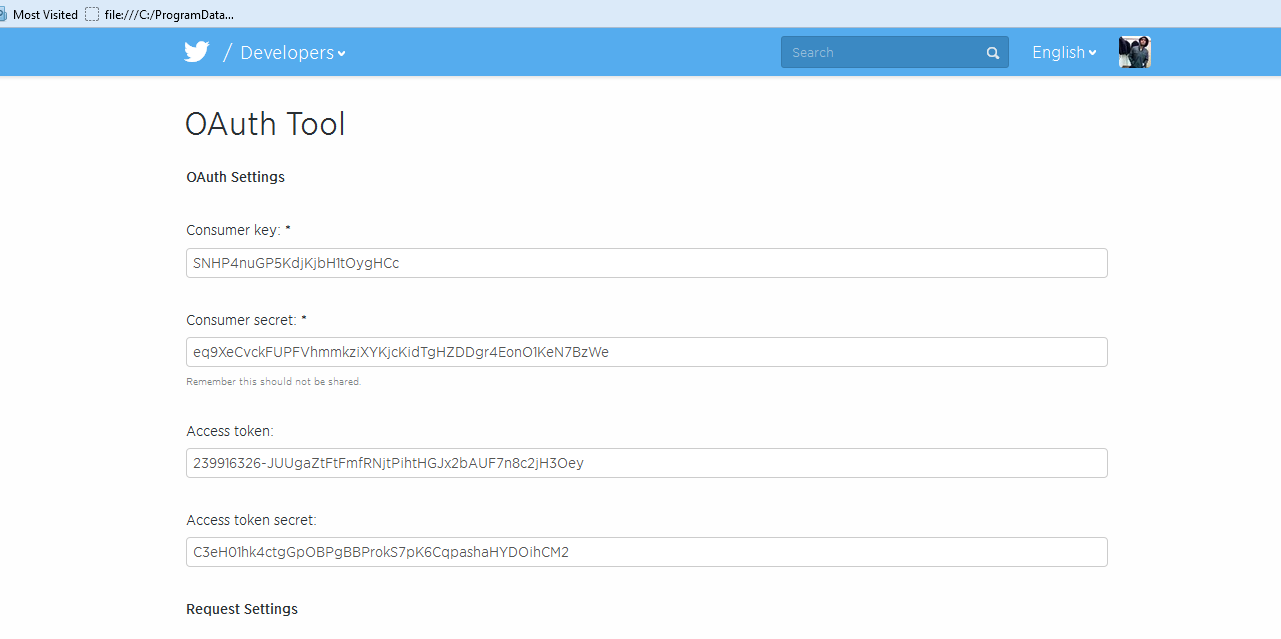 Most Visited file:///C:/ProgramData...
/ Developers Search English
OAuth Tool
OAuth Settings
Consumer key: *
SNHP4nuGP5KdjKjbH1tOygHCc
Consumer secret: *
eq9XeCvckFUPFVhmmkziXYKjcKidTgHZDDgr4EonO1KeN7BzWe
Remember this should not be shared.
Access token:
239916326-JUUgaZtFtFmfRNjtPihtHGJx2bAUF7n8c2jH3Oey
Access token secret:
C3eH01hk4ctgGpOBPgBBProkS7pK6CqpashaHYDOihCM2
Request Settings